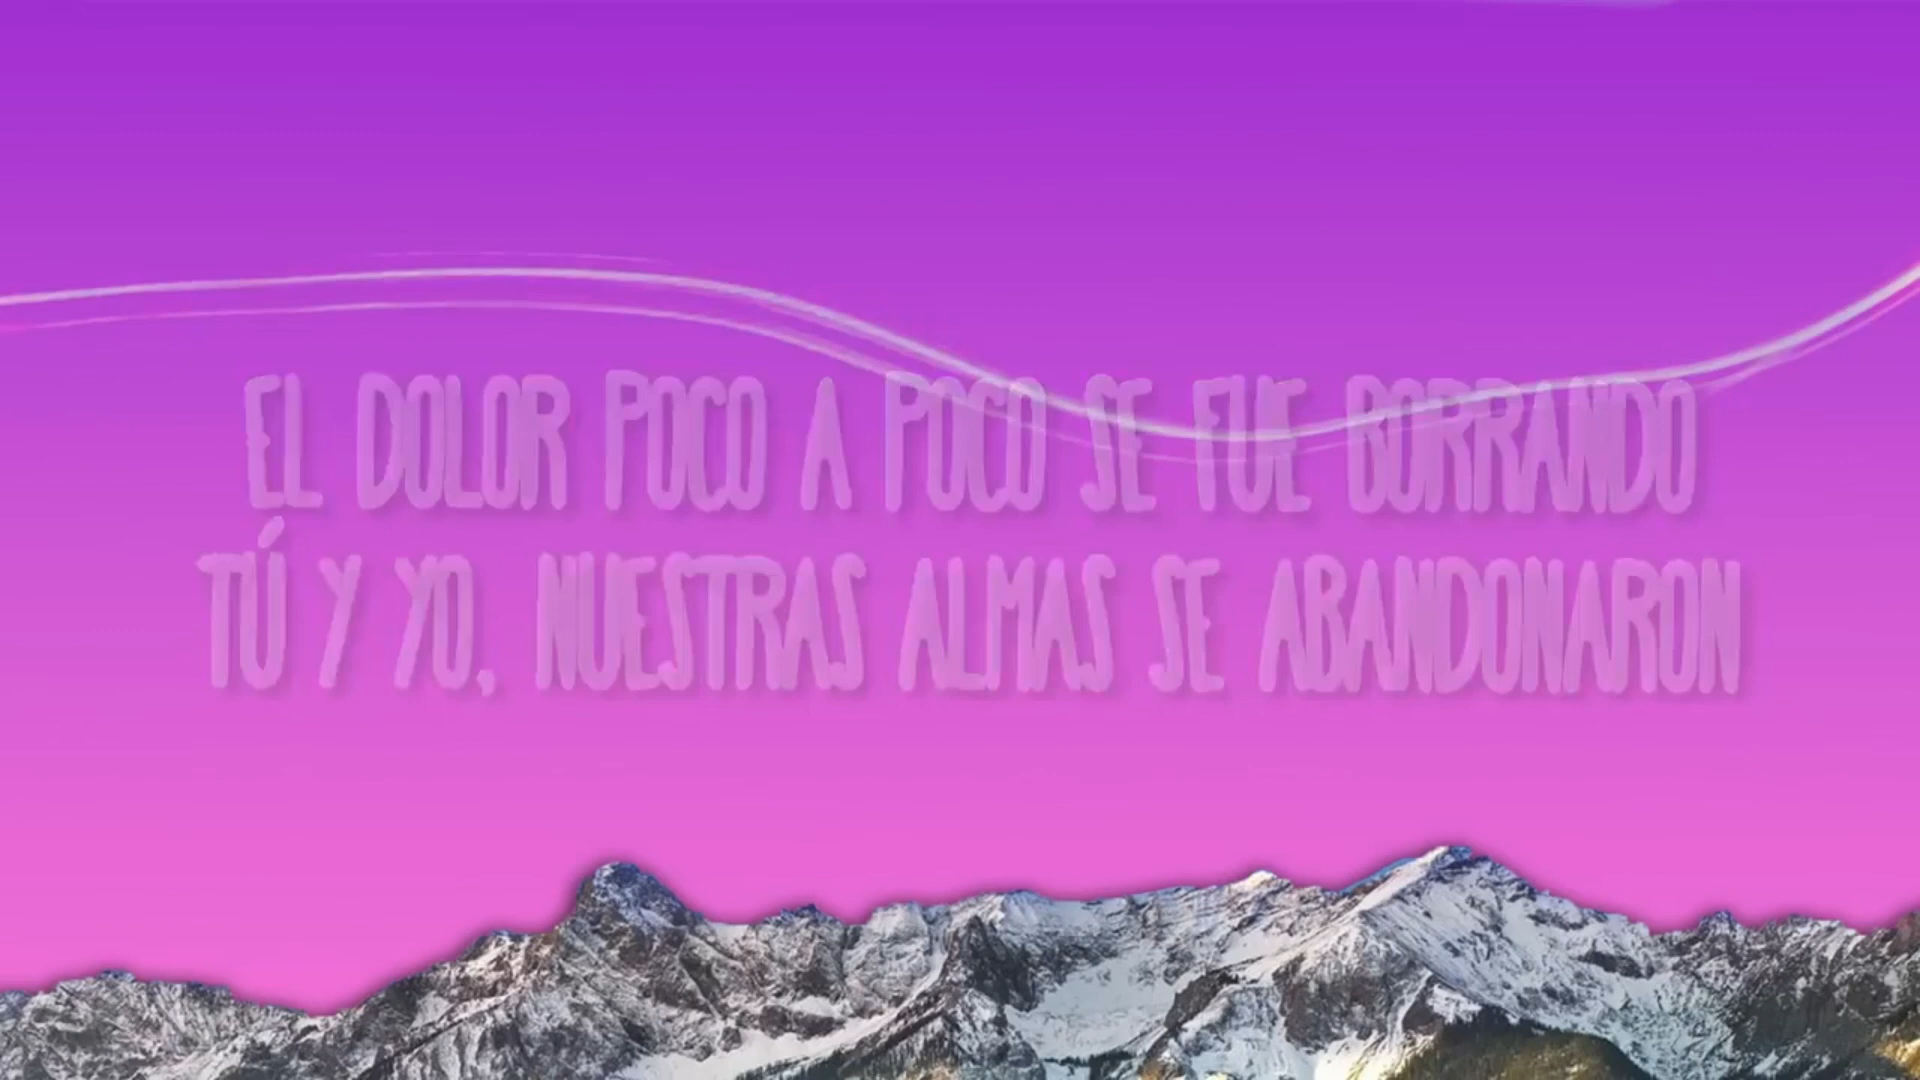 EL DOLOR POCO A POCO SE FUE BORRANDO
TÚ Y YO, NUESTRAS ALMAS SE ABANDONARON